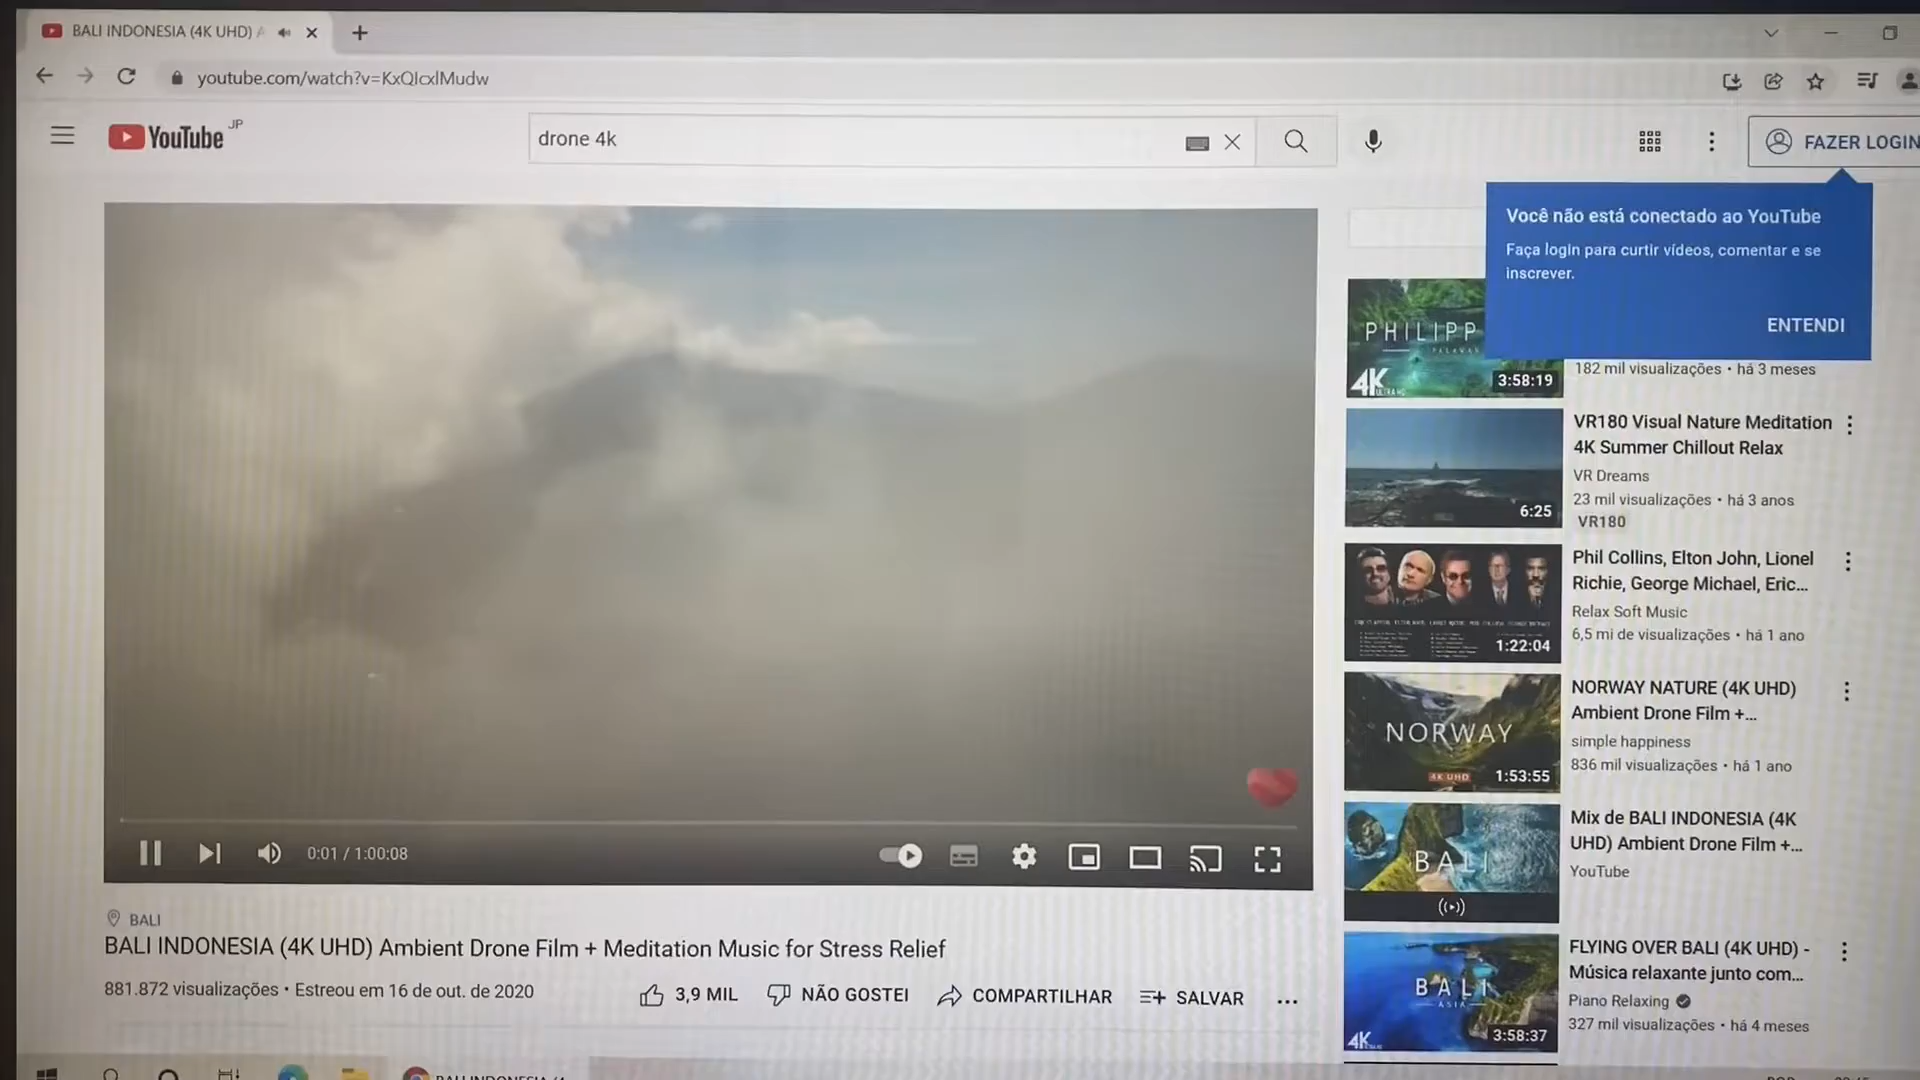 BALI INDONESIA (4K UHD) A
youtube.com/watch?v=KxQIcxlMudw
YouTube JP
drone 4k
FAZER LOGIN
Você não está conectado ao YouTube
Faça login para curtir vídeos, comentar e se
inscrever.
ENTENDI
PHILIPP
PALAWAN
4K
ULTRA HD
3:58:19
182 mil visualizações • há 3 meses
6:25
VR180 Visual Nature Meditation
4K Summer Chillout Relax
VR Dreams
23 mil visualizações • há 3 anos
VR180
1:22:04
Phil Collins, Elton John, Lionel
Richie, George Michael, Eric...
Relax Soft Music
6,5 mi de visualizações • há 1 ano
NORWAY
4K UHD
1:53:55
NORWAY NATURE (4K UHD)
Ambient Drone Film +...
simple happiness
836 mil visualizações • há 1 ano
BALI
Mix de BALI INDONESIA (4K
UHD) Ambient Drone Film +...
YouTube
BALI
ASIA
4K
3:58:37
FLYING OVER BALI (4K UHD) -
Música relaxante junto com...
Piano Relaxing
327 mil visualizações • há 4 meses
0:01 / 1:00:08
BALI
BALI INDONESIA (4K UHD) Ambient Drone Film + Meditation Music for Stress Relief
881.872 visualizações • Estreou em 16 de out. de 2020
3,9 MIL
NÃO GOSTEI
COMPARTILHAR
SALVAR
...